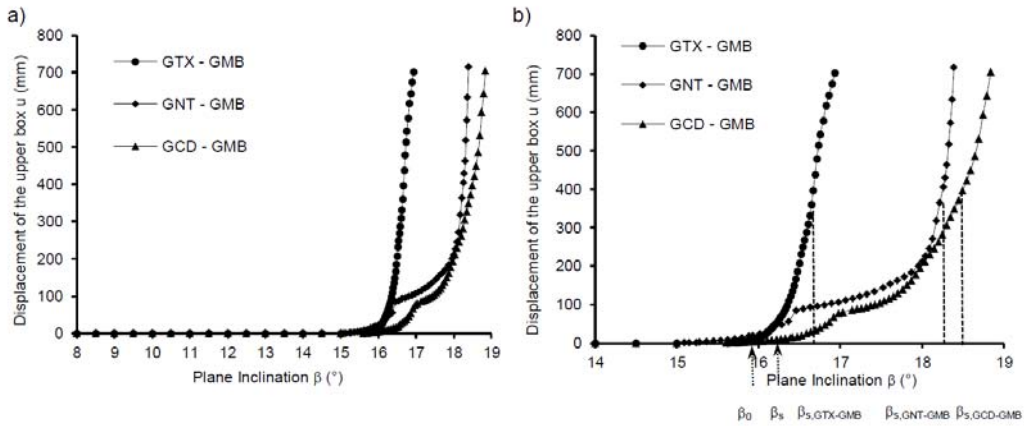 a)
Displacement of the upper box u (mm)
800
700
600
500
400
300
200
100
0
GTX - GMB
GNT - GMB
GCD - GMB
8 9 10 11 12 13 14 15 16 17 18 19
Plane Inclination β (°)
b)
Displacement of the upper box u (mm)
800
700
600
500
400
300
200
100
0
GTX - GMB
GNT - GMB
GCD - GMB
14 15 16 17 18 19
Plane Inclination β (°)
β0 βs βs,GTX-GMB βs,GNT-GMB βs,GCD-GMB